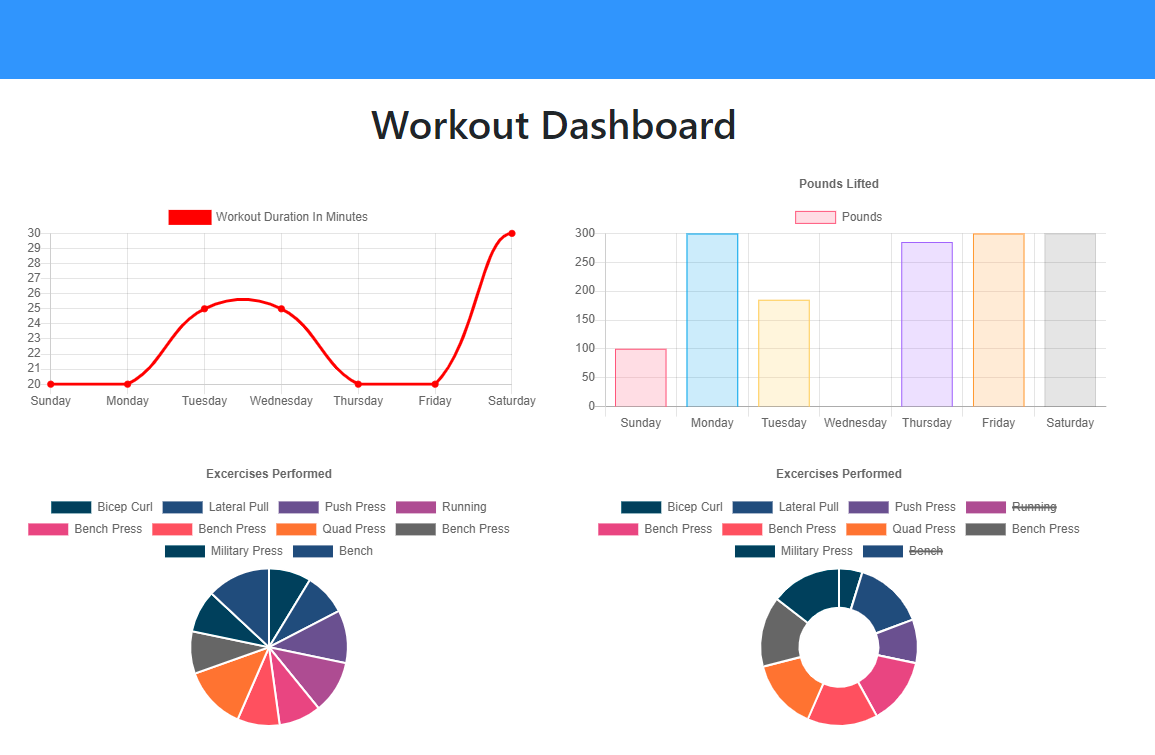 Workout Dashboard
Workout Duration In Minutes
30
29
28
27
26
25
24
23
22
21
20
Sunday Monday Tuesday Wednesday Thursday Friday Saturday
Pounds Lifted
Pounds
300
250
200
150
100
50
0
Sunday Monday Tuesday Wednesday Thursday Friday Saturday
Excercises Performed
Bicep Curl Lateral Pull Push Press Running
Bench Press Bench Press Quad Press Bench Press
Military Press Bench
Excercises Performed
Bicep Curl Lateral Pull Push Press Running
Bench Press Bench Press Quad Press Bench Press
Military Press Bench